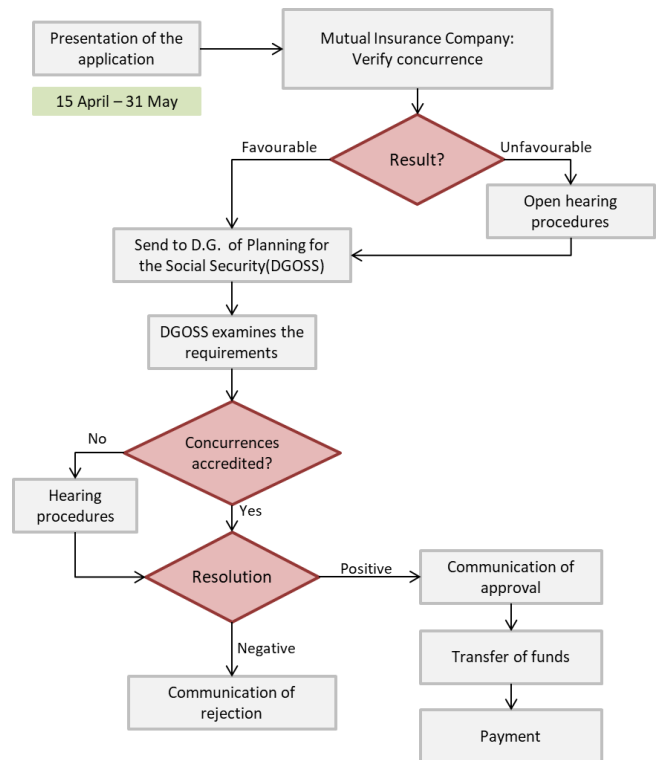 Presentation of the
application
Mutual Insurance Company:
Verify concurrence
15 April – 31 May
Favourable
Result?
Unfavourable
Open hearing
procedures
Send to D.G. of Planning for
the Social Security(DGOSS)
DGOSS examines the
requirements
No
Concurrences
accredited?
Hearing
procedures
Yes
Resolution
Positive
Communication of
approval
Negative
Transfer of funds
Communication of
rejection
Payment